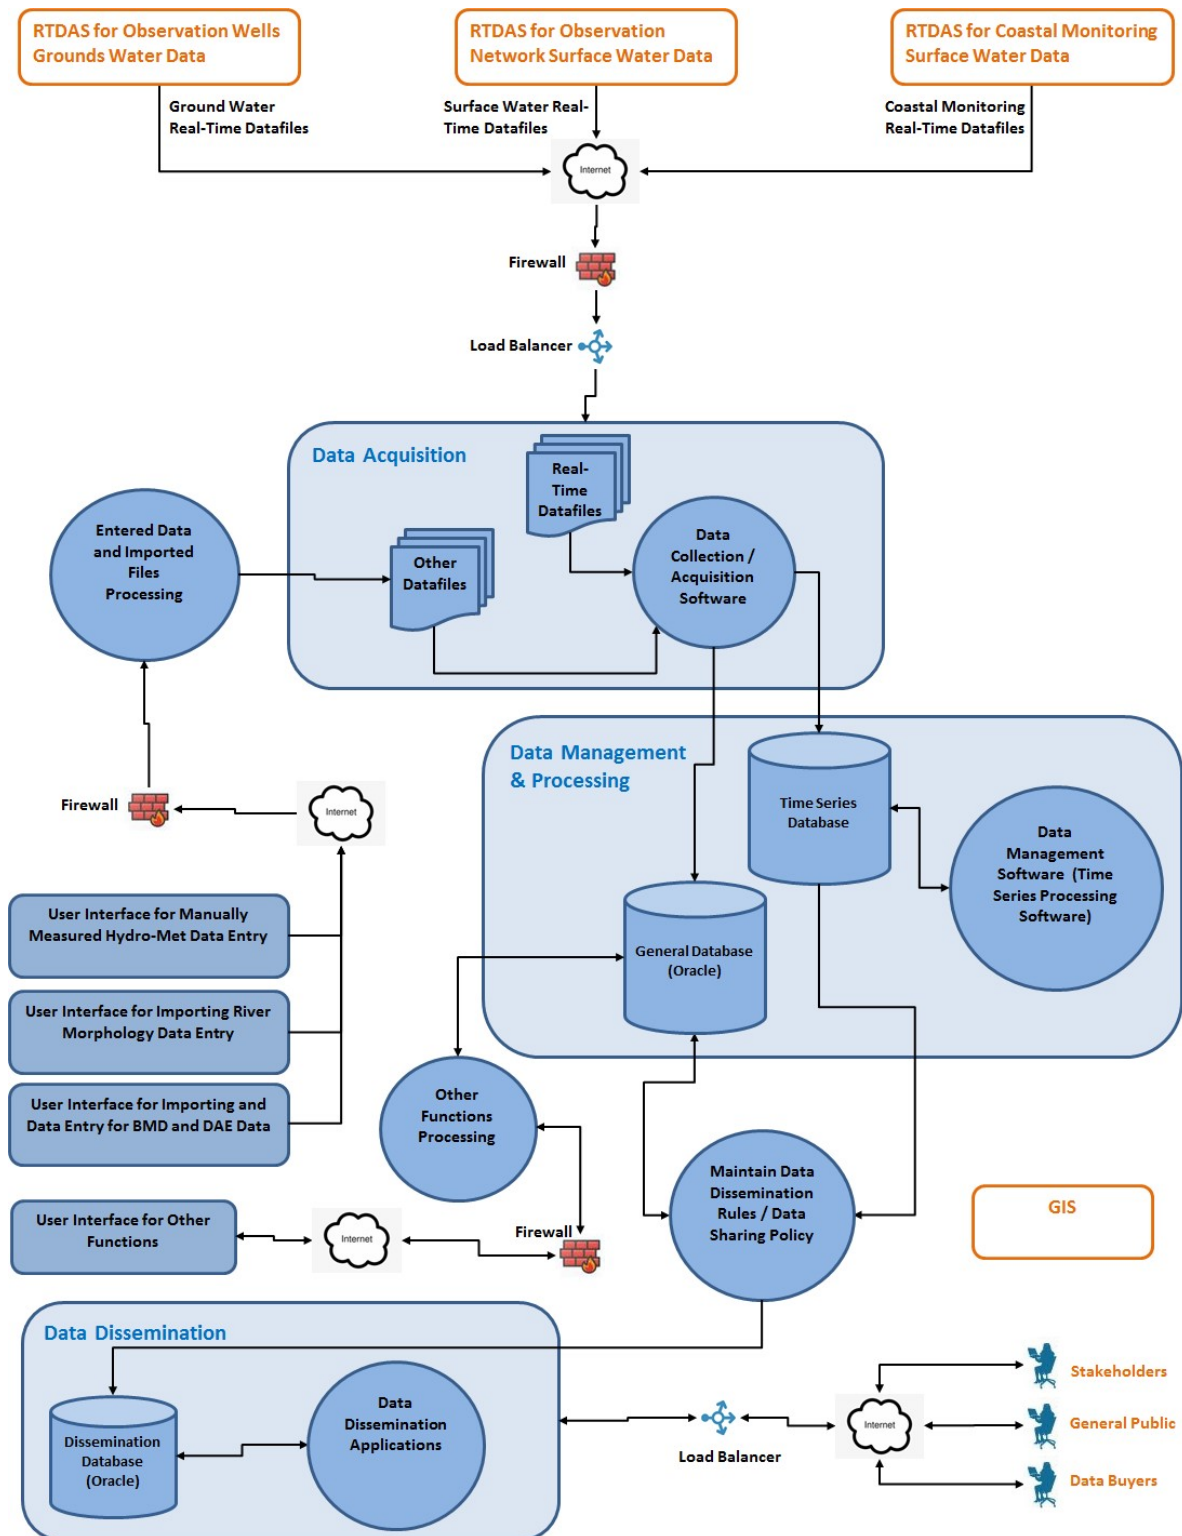 RTDAS for Observation Wells
Grounds Water Data
RTDAS for Observation
Network Surface Water Data
RTDAS for Coastal Monitoring
Surface Water Data
Ground Water
Real-Time Datafiles
Surface Water Real-
Time Datafiles
Coastal Monitoring
Real-Time Datafiles
Internet
Firewall
Load Balancer
Data Acquisition
Real-
Time
Datafiles
Entered Data
and Imported
Files
Processing
Other
Datafiles
Data
Collection /
Acquisition
Software
Data Management
& Processing
Time Series
Database
Data
Management
Software (Time
Series Processing
Software)
Firewall
Internet
User Interface for Manually
Measured Hydro-Met Data Entry
General Database
(Oracle)
User Interface for Importing River
Morphology Data Entry
User Interface for Importing and
Data Entry for BMD and DAE Data
Other
Functions
Processing
Maintain Data
Dissemination
Rules / Data
Sharing Policy
GIS
User Interface for Other
Functions
Internet
Firewall
Data Dissemination
Dissemination
Database
(Oracle)
Data
Dissemination
Applications
Load Balancer
Internet
Stakeholders
General Public
Data Buyers